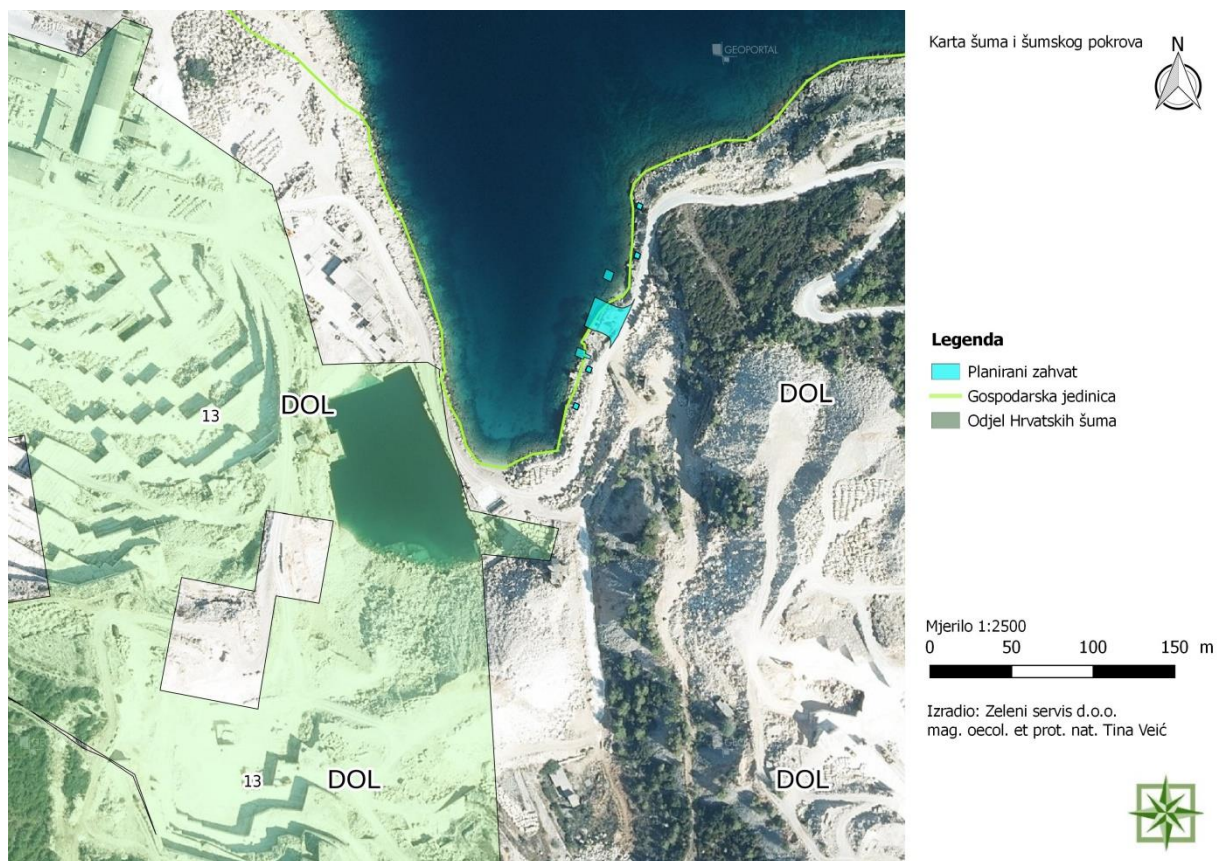 GEOPORTAL
Karta šuma i šumskog pokrova
N
13
DOL
DOL
13
DOL
DOL
Legenda
Planirani zahvat
Gospodarska jedinica
Odjel Hrvatskih šuma
Mjerilo 1:2500
0 50 100 150 m
Izradio: Zeleni servis d.o.o.
mag. oecol. et prot. nat. Tina Veić